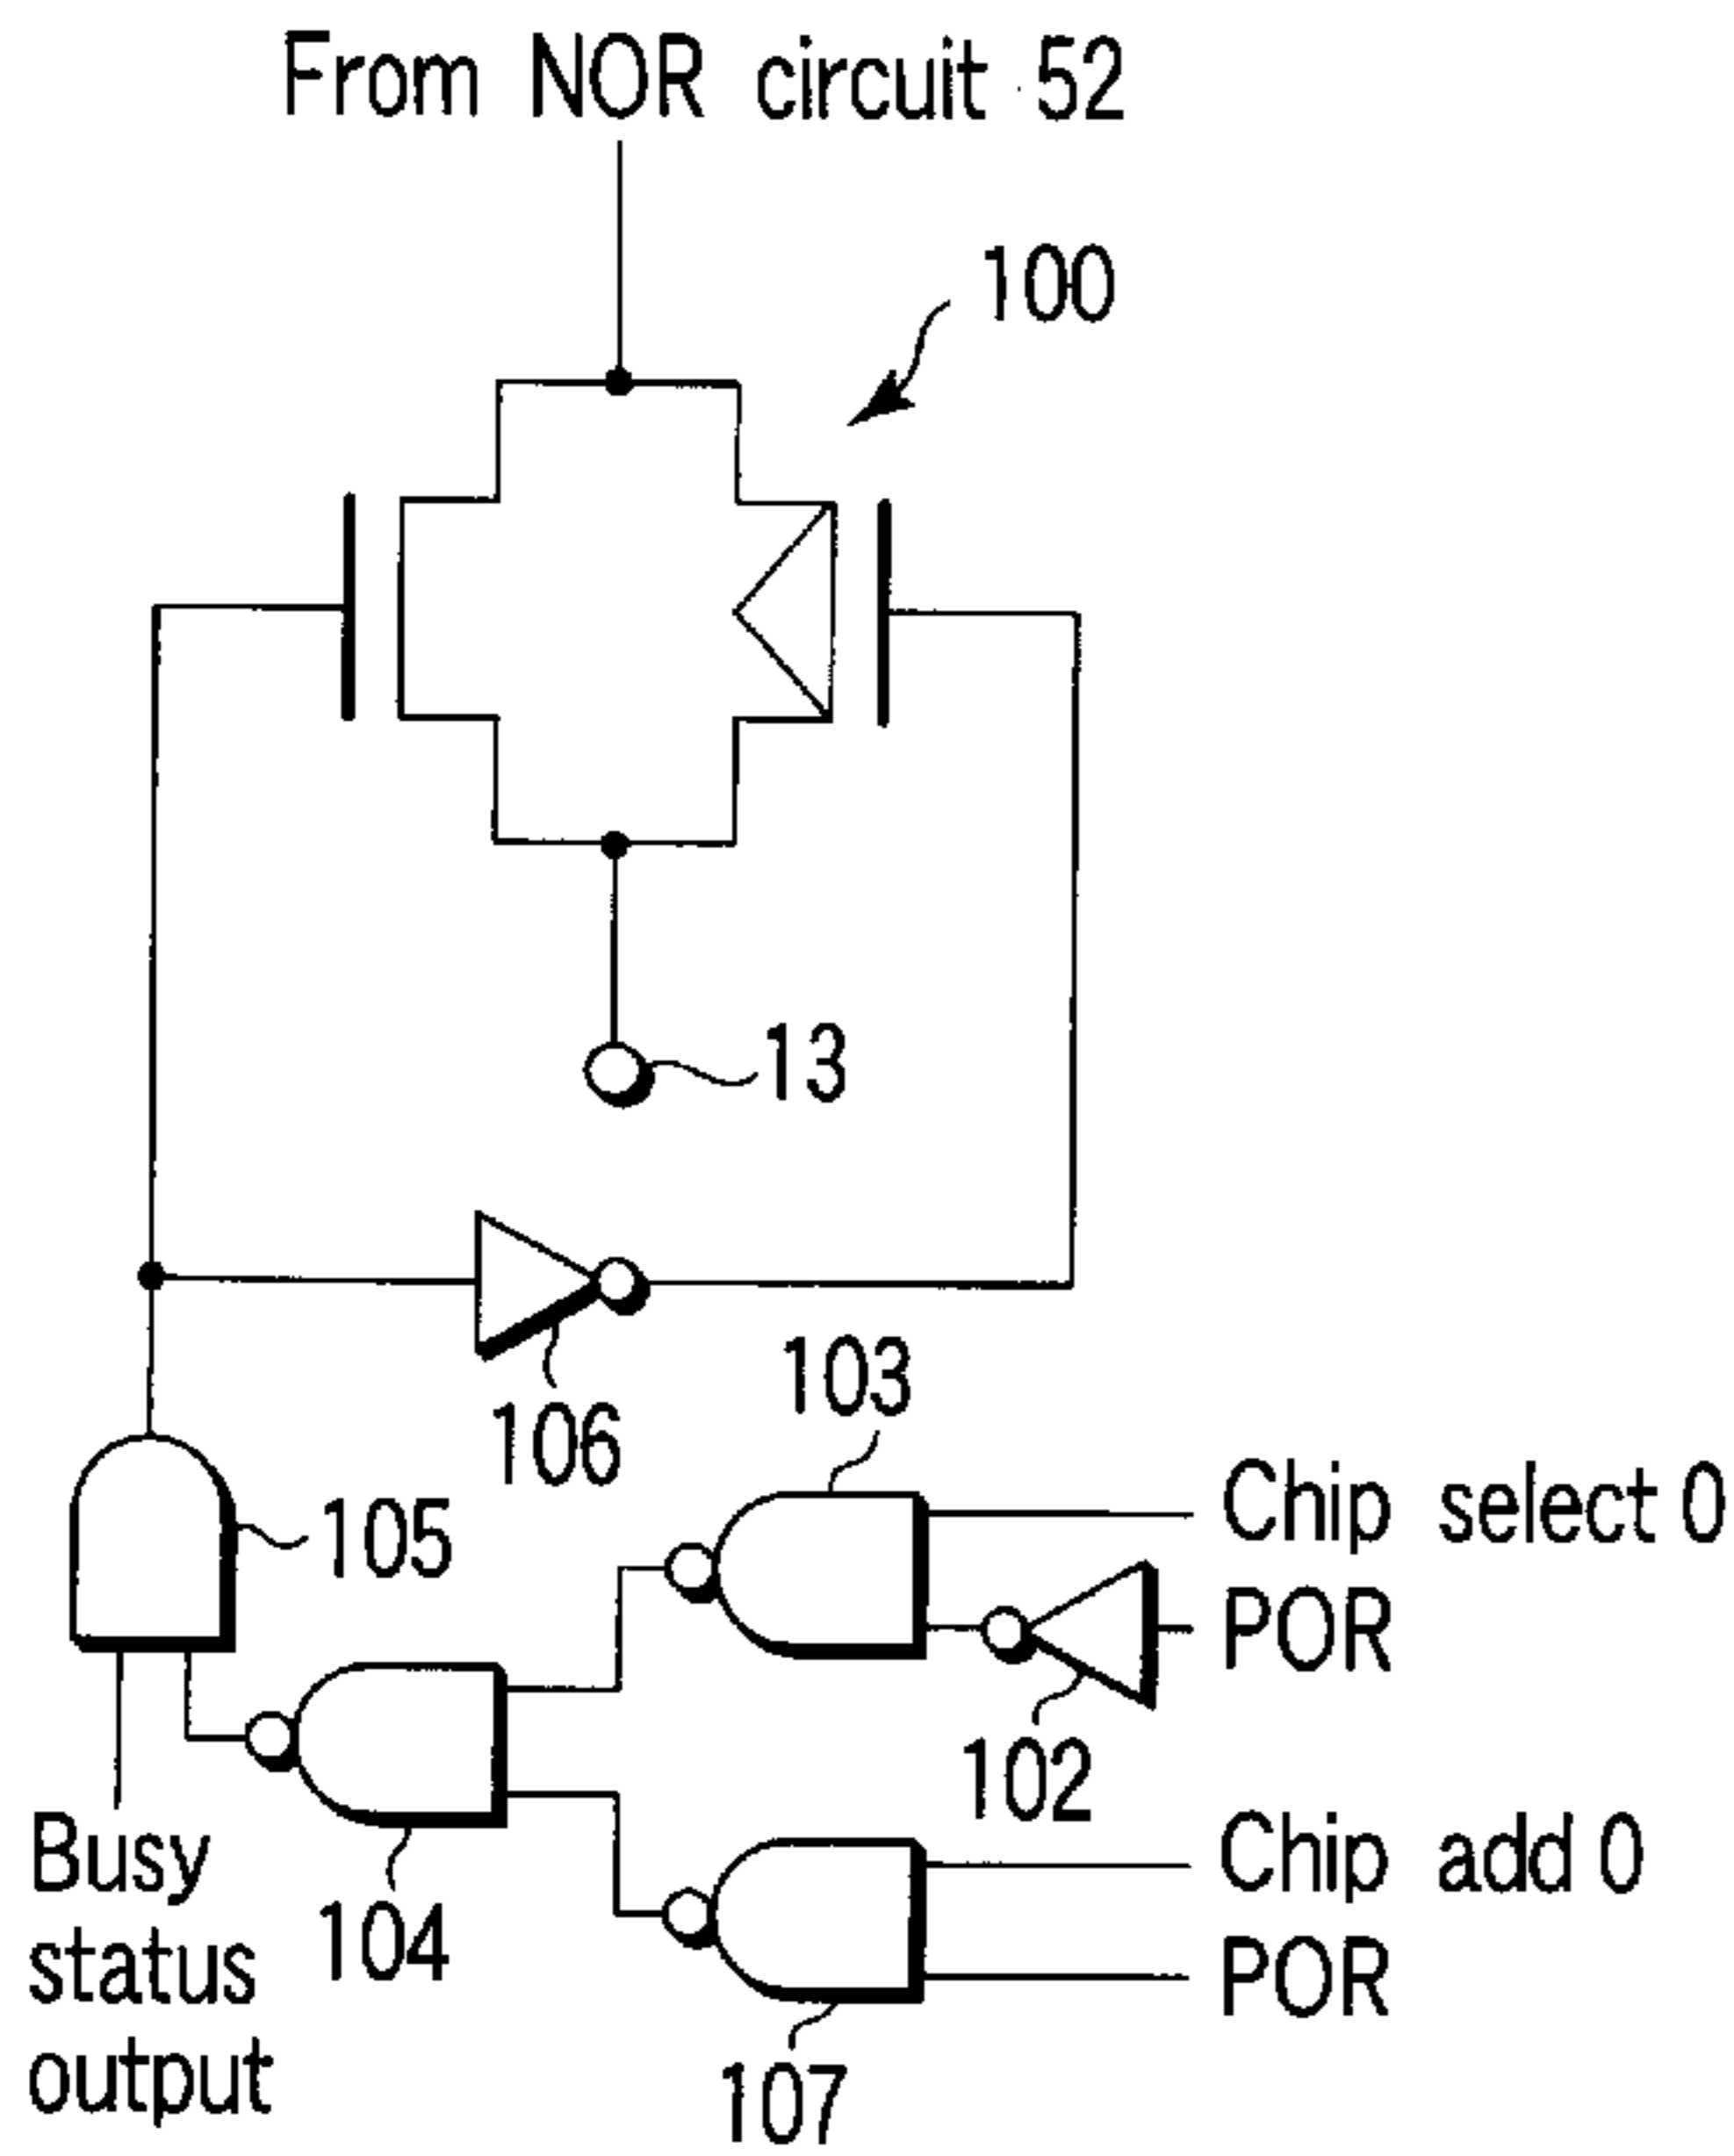 From NOR circuit 52
100
13
106
103
105
Chip select 0
POR
102
104
Chip add 0
POR
107
Busy
status
output